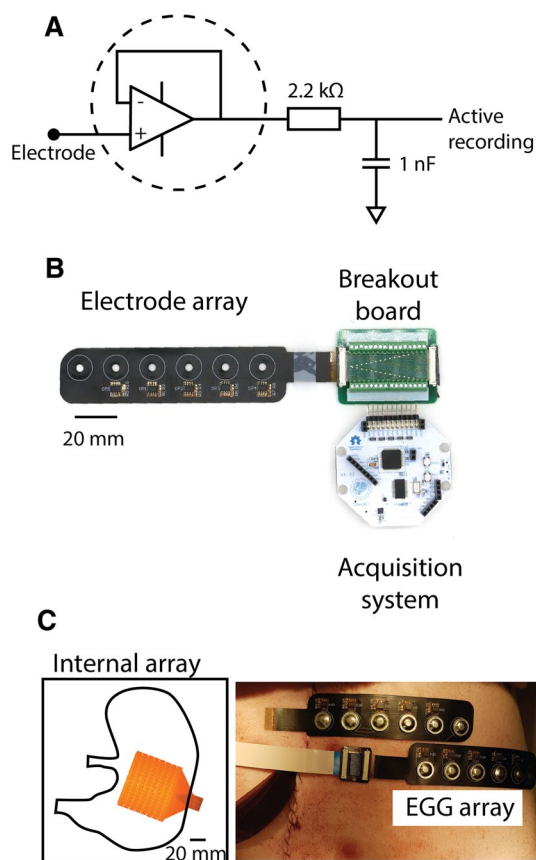 A
-
+
Electrode
2.2 kΩ
Active
recording
1 nF
B
Electrode array
Breakout
board
20 mm
Acquisition
system
C
Internal array
20 mm
EGG array